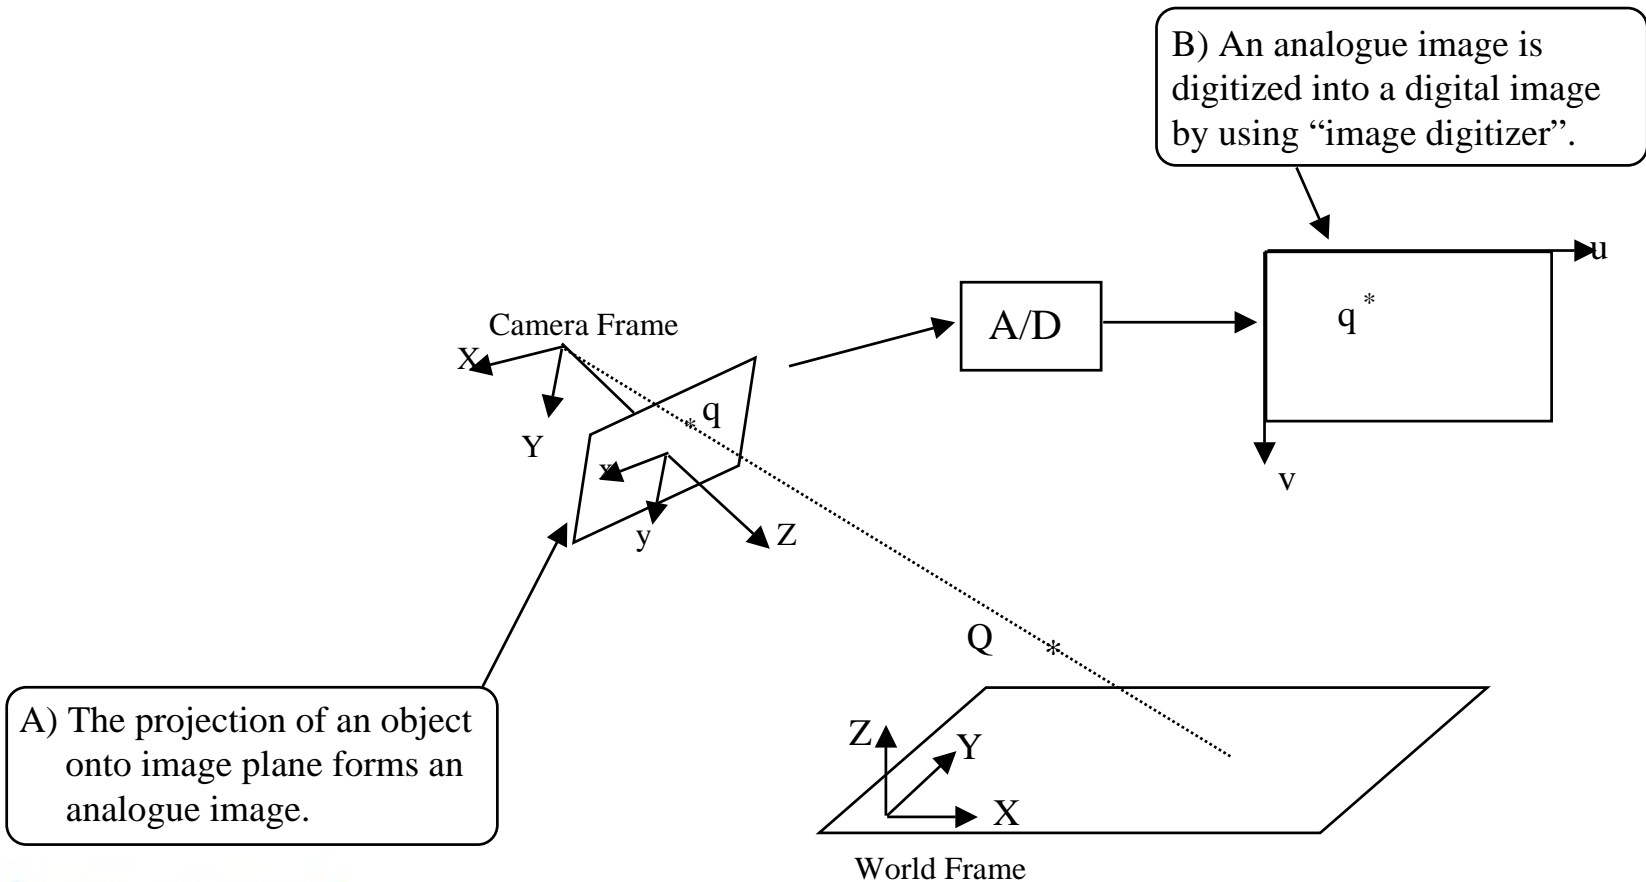 B) An analogue image is
digitized into a digital image
by using “image digitizer”.
u
A/D
q *
Camera Frame
X
q
*
Y
x
v
y
Z
Q
*
A) The projection of an object
onto image plane forms an
analogue image.
Z
Y
X
World Frame